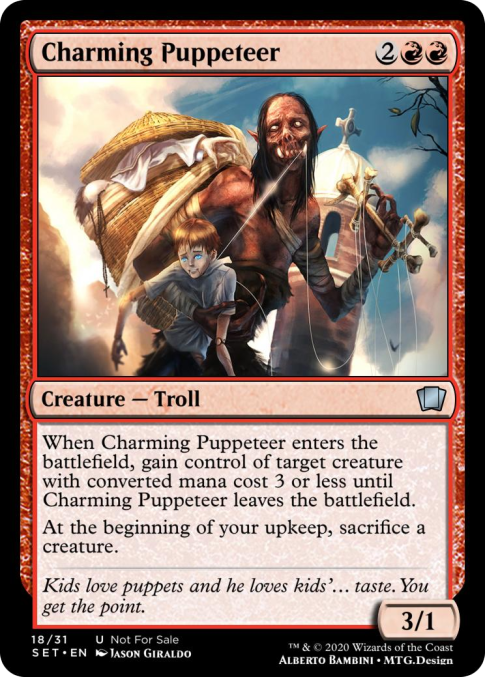 Charming Puppeteer 2
Creature — Troll
When Charming Puppeteer enters the
battlefield, gain control of target creature
with converted mana cost 3 or less until
Charming Puppeteer leaves the battlefield.
At the beginning of your upkeep, sacrifice a
creature.
Kids love puppets and he loves kids'… taste. You
get the point.
3/1
18/31 U Not For Sale
SET • EN Jason Giraldo
™ & © 2020 Wizards of the Coast
Alberto Bambini • MTG.Design